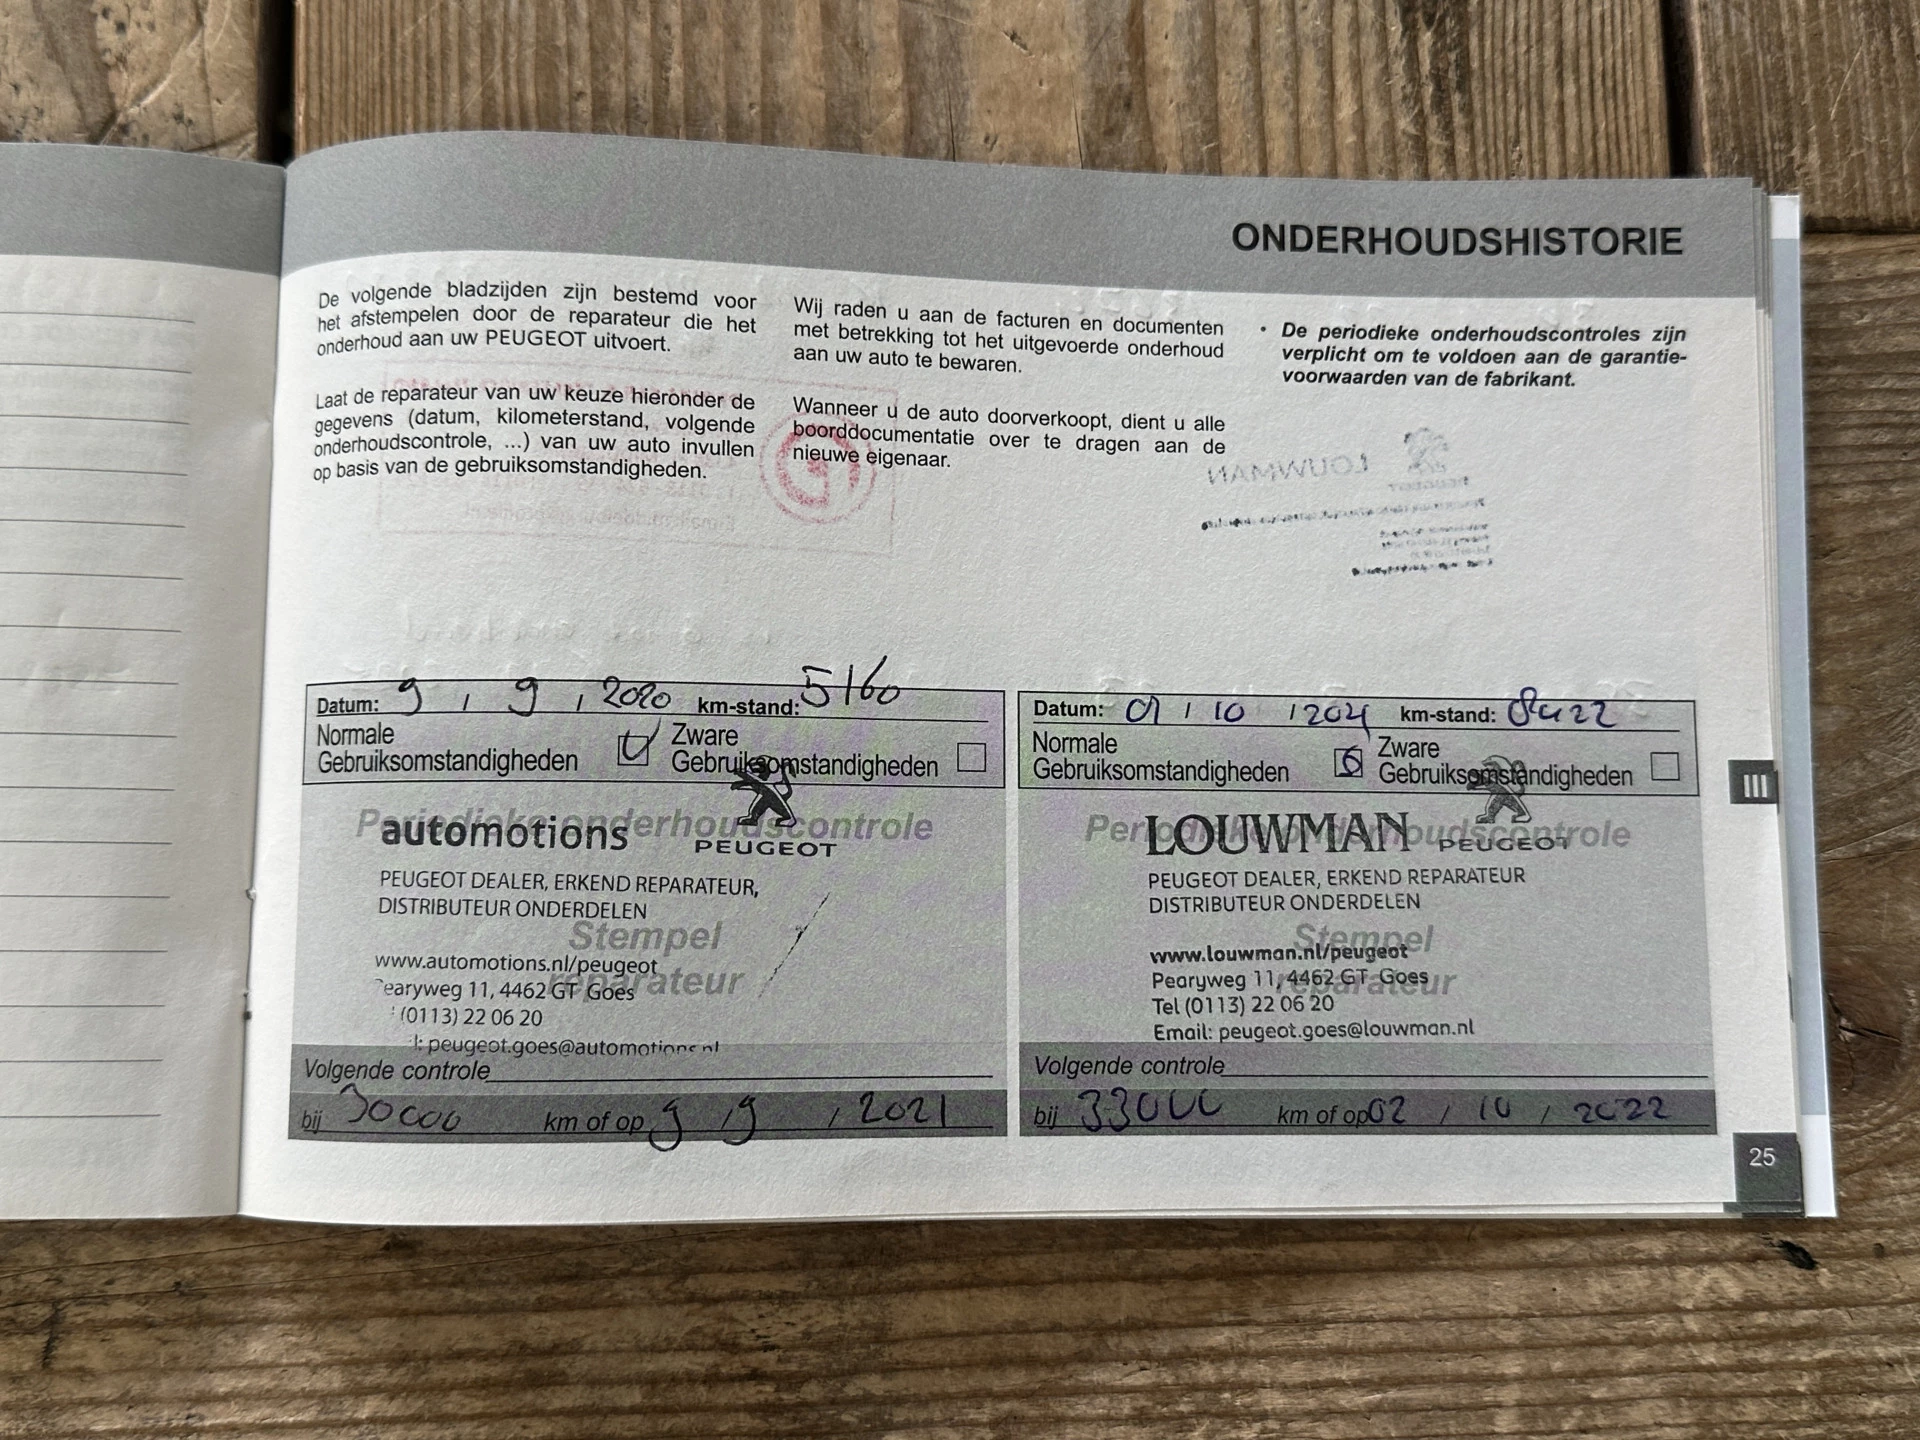 ONDERHOUDSHISTORIE
De volgende bladzijden zijn bestemd voor
het afstempelen door de reparateur die het
onderhoud aan uw PEUGEOT uitvoert.
Laat de reparateur van uw keuze hieronder de
gegevens (datum, kilometerstand, volgende
onderhoudscontrole, ...) van uw auto invullen
op basis van de gebruiksomstandigheden.
Wij raden u aan de facturen en documenten
met betrekking tot het uitgevoerde onderhoud
aan uw auto te bewaren.
Wanneer u de auto doorverkoopt, dient u alle
boorddocumentatie over te dragen aan de
nieuwe eigenaar.
• De periodieke onderhoudscontroles zijn
verplicht om te voldoen aan de garantie-
voorwaarden van de fabrikant.
Datum: 9 / 9 / 2020 km-stand: 5160
Normale
Gebruiksomstandigheden
Zware
Gebruiksomstandigheden
Periodieke onderhoudscontrole
automotions
PEUGEOT
PEUGEOT DEALER, ERKEND REPARATEUR,
DISTRIBUTEUR ONDERDELEN
Stempel
reparateur
www.automotions.nl/peugeot
earyweg 11, 4462 GT Goes
(0113) 22 06 20
l: peugeot.goes@automotions.nl
Volgende controle
bij 30000 km of op 9 / 9 / 2021
Datum: 01 / 10 / km-stand:
Normale
Gebruiksomstandigheden
Zware
Gebruiksomstandigheden
Periodieke onderhoudscontrole
LOUWMAN
PEUGEOT
PEUGEOT DEALER, ERKEND REPARATEUR
DISTRIBUTEUR ONDERDELEN
Stempel
reparateur
www.louwman.nl/peugeot
Pearyweg 11, 4462 GT Goes
Tel (0113) 22 06 20
Email: peugeot.goes@louwman.nl
Volgende controle
bij 33000 km of op 02 / 10 / 2022
III
25